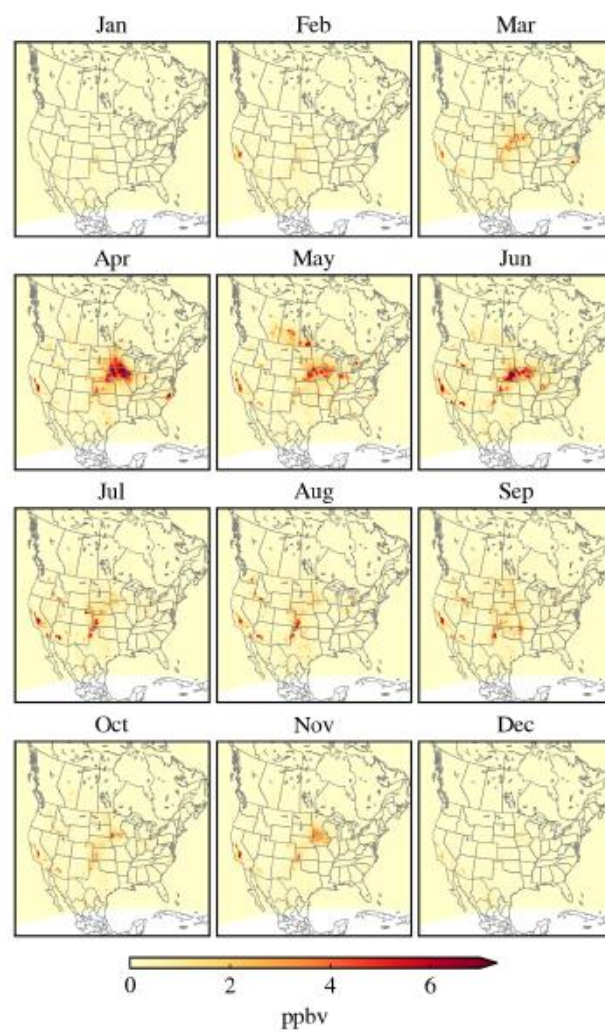 Jan Feb Mar
Apr May Jun
Jul Aug Sep
Oct Nov Dec
0 2 4 6
ppbv